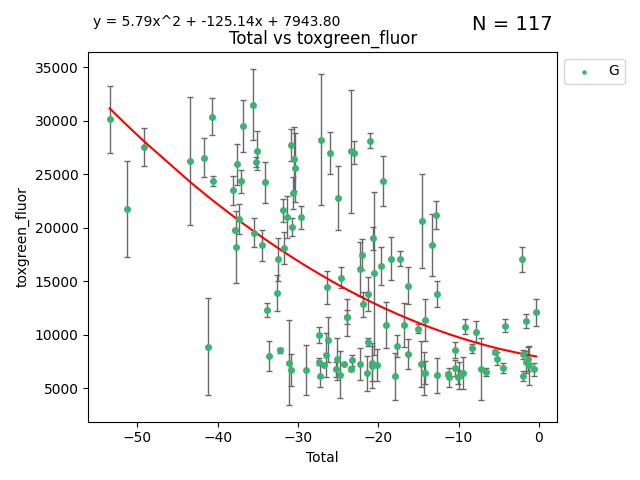 y = 5.79x^2 + -125.14x + 7943.80
N = 117
Total vs toxgreen_fluor
G
toxgreen_fluor
35000
30000
25000
20000
15000
10000
5000
−50 −40 −30 −20 −10 0
Total